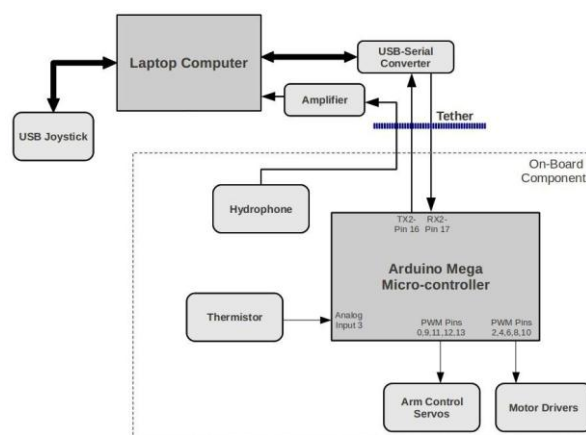 Laptop Computer
USB-Serial
Converter
Amplifier
USB Joystick
Tether
On-Board
Component
Hydrophone
TX2-
Pin 16
RX2-
Pin 17
Arduino Mega
Micro-controller
Thermistor
Analog
Input 3
PWM Pins
0,9,11,12,13
PWM Pins
2,4,6,8,10
Arm Control
Servos
Motor Drivers